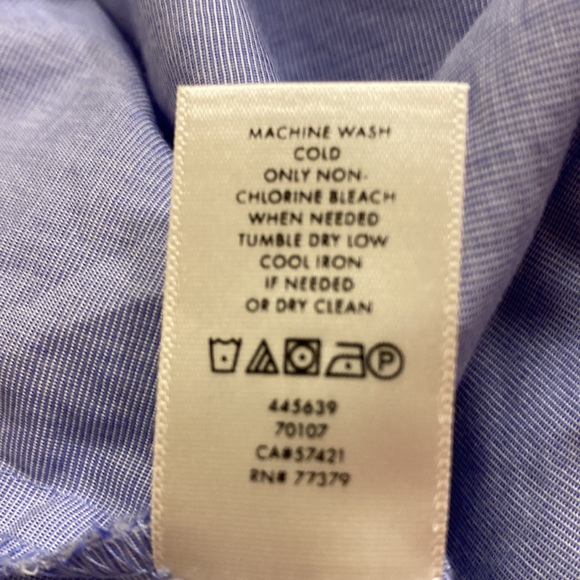 MACHINE WASH
COLD
ONLY NON-
CHLORINE BLEACH
WHEN NEEDED
TUMBLE DRY LOW
COOL IRON
IF NEEDED
OR DRY CLEAN
P
445639
70107
CA#57421
RN# 77379